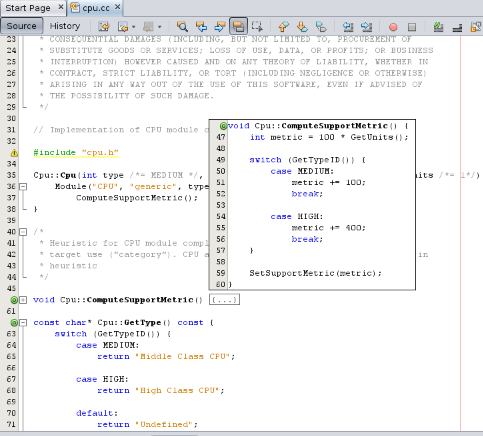 Start Page cpu.cc
Source History
23 * CONSEQUENTIAL DAMAGES (INCLUDING, BUT NOT LIMITED TO, PROCUREMENT OF
24 * SUBSTITUTE GOODS OR SERVICES; LOSS OF USE, DATA, OR PROFITS; OR BUSINESS
25 * INTERRUPTION) HOWEVER CAUSED AND ON ANY THEORY OF LIABILITY, WHETHER IN
26 * CONTRACT, STRICT LIABILITY, OR TORT (INCLUDING NEGLIGENCE OR OTHERWISE)
27 * ARISING IN ANY WAY OUT OF THE USE OF THIS SOFTWARE, EVEN IF ADVISED OF
28 * THE POSSIBILITY OF SUCH DAMAGE.
29 */
30
31 // Implementation of CPU module c
32
#include "cpu.h"
34
35 Cpu::Cpu(int type /*= MEDIUM */, its /*= 1*/)
36 Module("CPU", "generic", type
37 ComputeSupportMetric();
38 }
39
40 /*
41 * Heuristic for CPU module compl
42 * target use ("category"). CPU a in
43 * heuristic
44 */
45
void Cpu::ComputeSupportMetric() {...}
61
const char* Cpu::GetType() const {
63 switch (GetTypeID()) {
64 case MEDIUM:
65 return "Middle Class CPU";
66
67 case HIGH:
68 return "High Class CPU";
69
70 default:
71 return "Undefined";
void Cpu::ComputeSupportMetric() {
47 int metric = 100 * GetUnits();
48
49 switch (GetTypeID()) {
50 case MEDIUM:
51 metric += 100;
52 break;
53
54 case HIGH:
55 metric += 400;
56 break;
57 }
58
59 SetSupportMetric(metric);
60 }